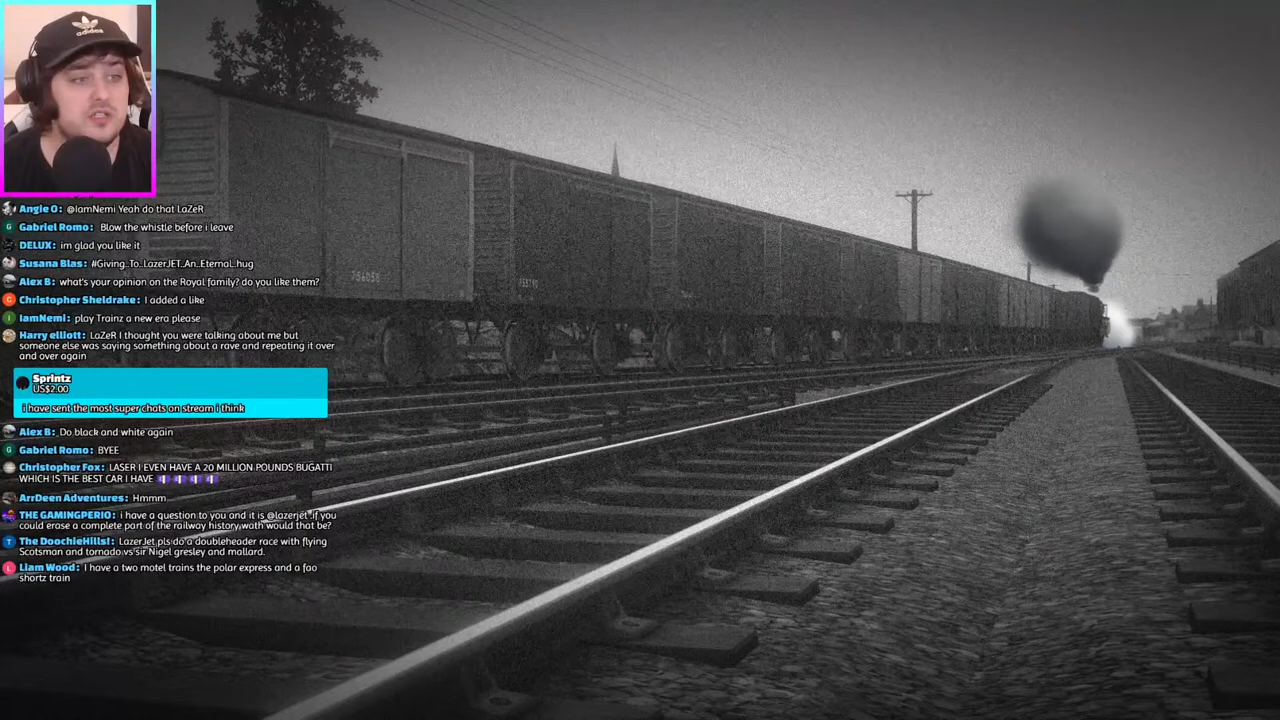 adidas
Angie O: @IamNemi Yeah do that LaZeR
Gabriel Romo: Blow the whistle before i leave
DELUX: im glad you like it
Susana Blas: #Giving_To_LazerJET_An_EternaL_hug
Alex B: what's your opinion on the Royal family? do you like them?
Christopher Sheldrake: I added a like
IamNemi: play Trainz a new era please
Harry elliott: LaZeR I thought you were talking about me but
someone else was saying something about a rave and repeating it over
and over again
Sprintz
US$2.00
i have sent the most super chats on stream i think
Alex B: Do black and white again
Gabriel Romo: BYEE
Christopher Fox: LASER I EVEN HAVE A 20 MILLION POUNDS BUGATTI
WHICH IS THE BEST CAR I HAVE
ArrDeen Adventures: Hmmm
THE GAMINGPERIO: i have a question to you and it is @lazerjet .if you
could erase a complete part of the railway history wath would that be?
The DoochieHills!: LazerJet pls do a doubleheader race with flying
Scotsman and tornado vs sir Nigel gresley and mallard.
Liam Wood: I have a two motel trains the polar express and a fao
shortz train